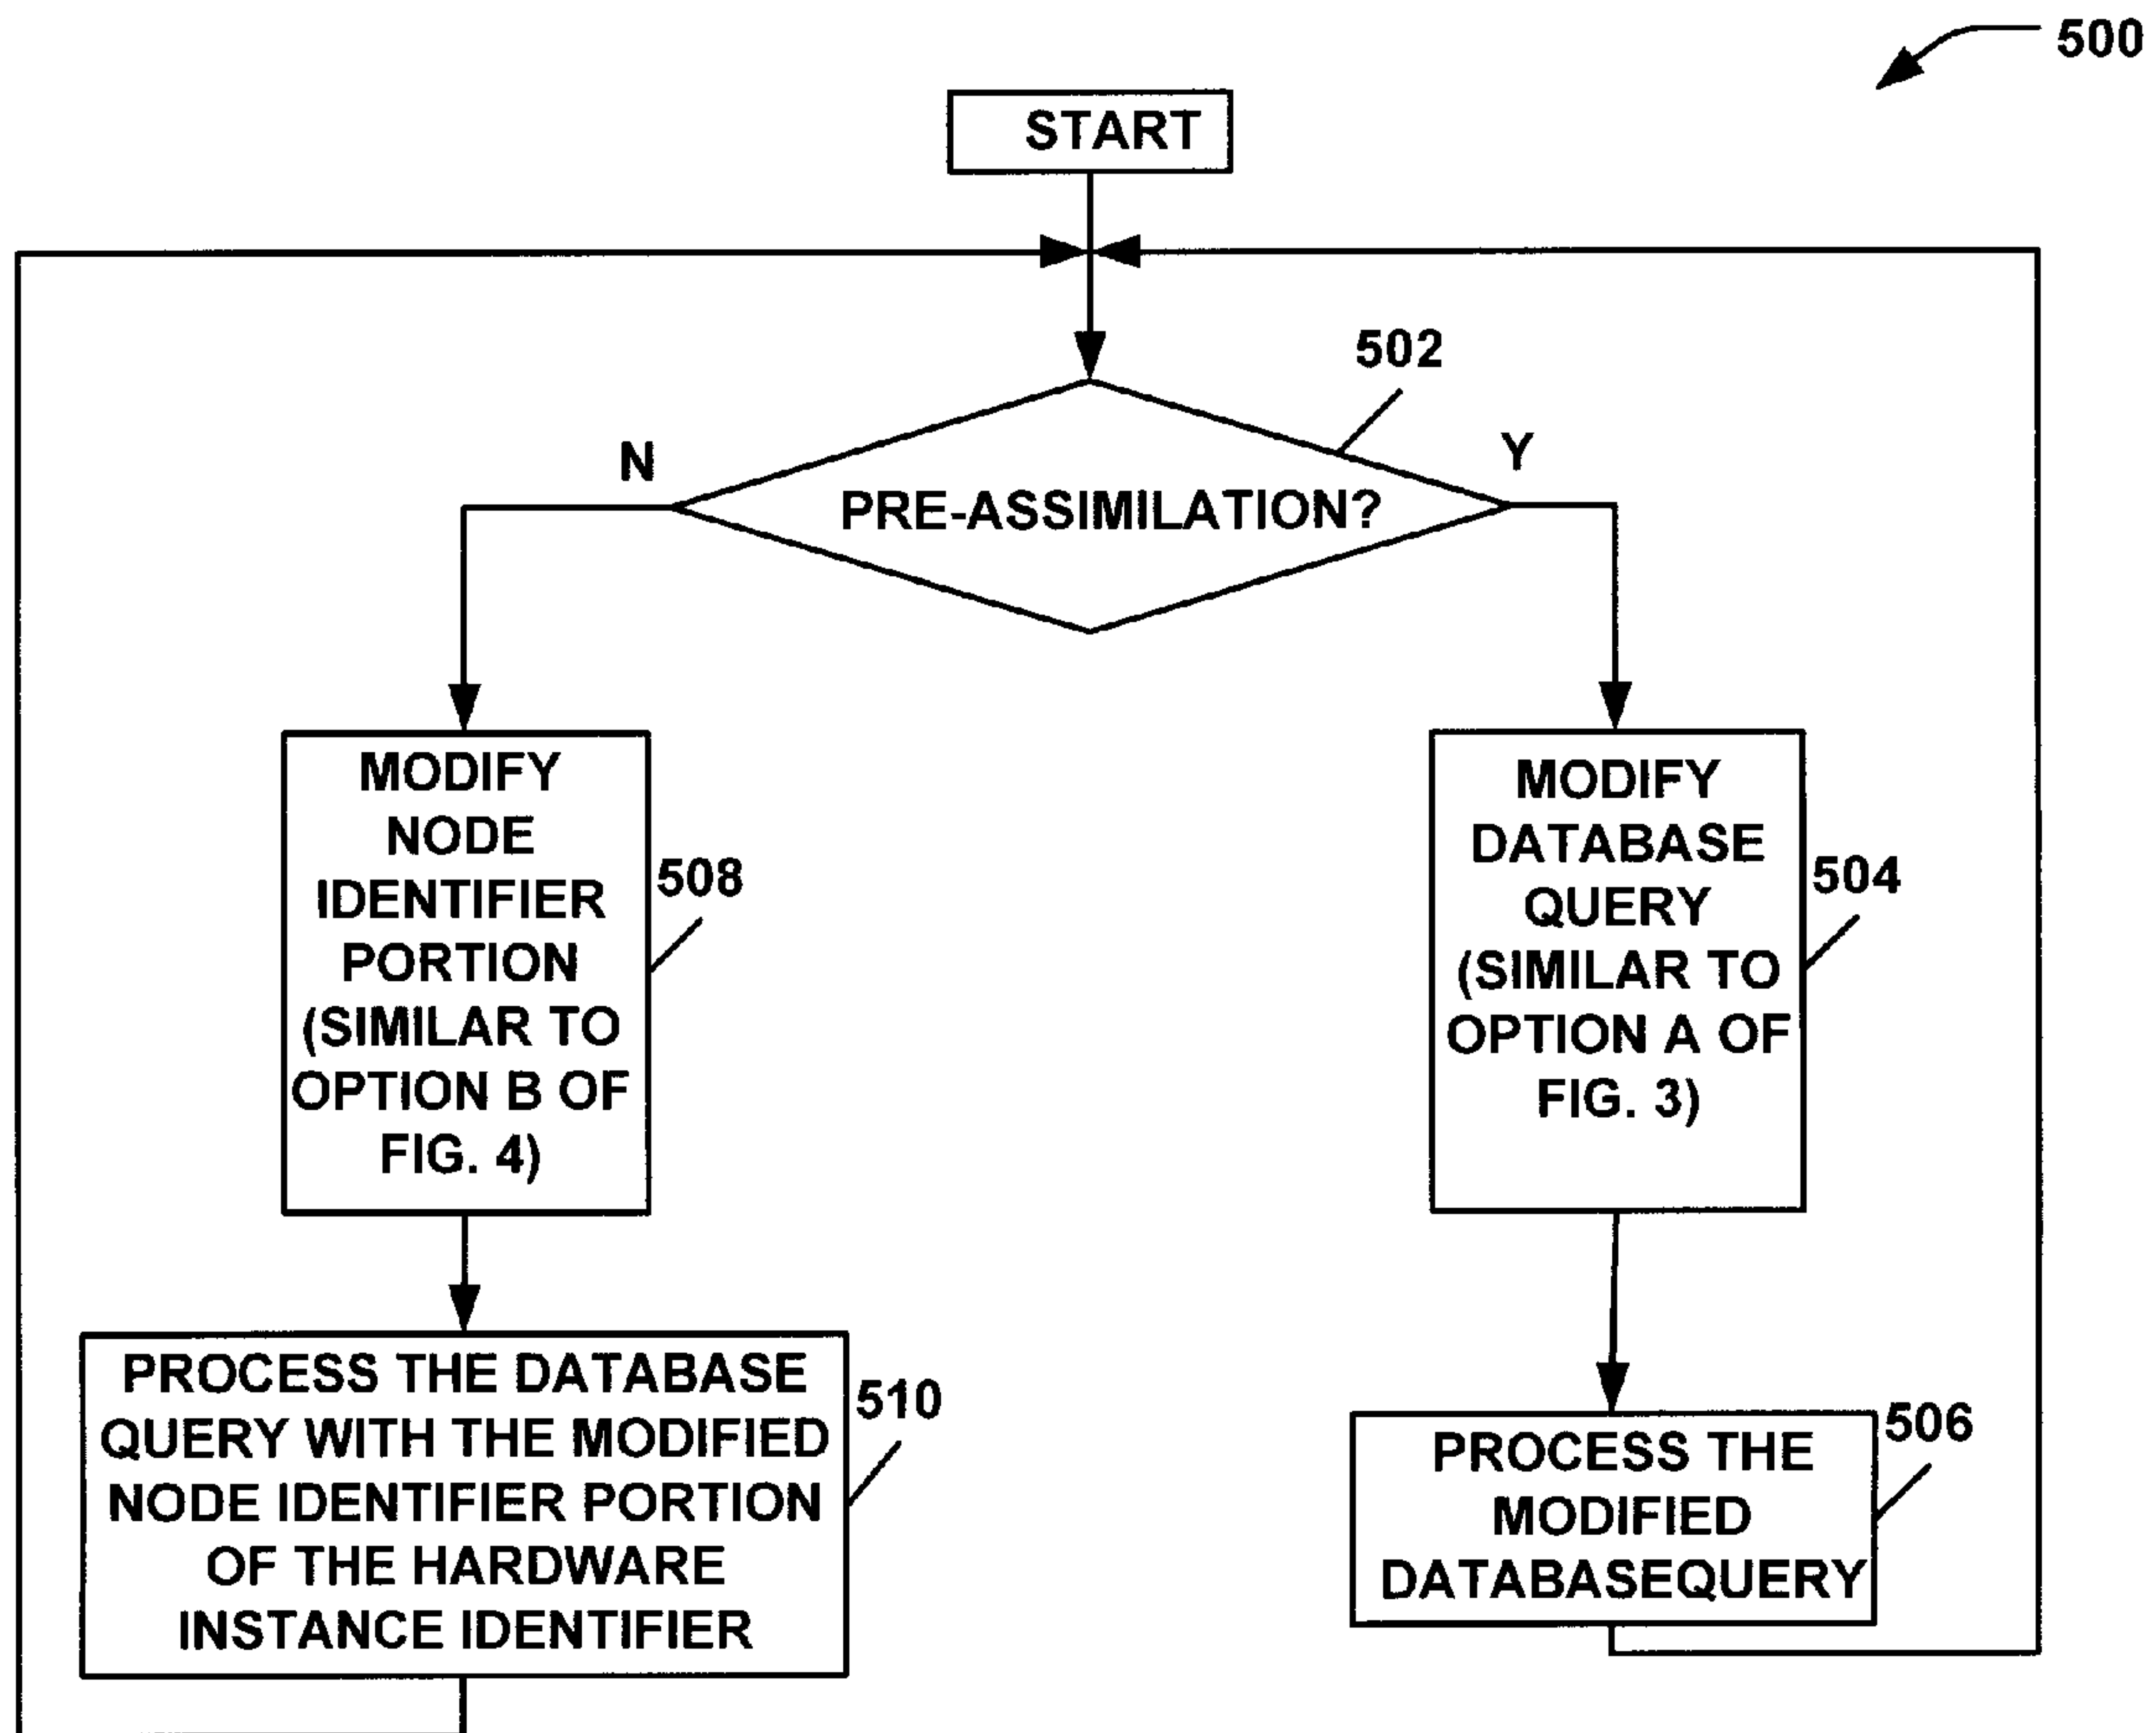 500
START
502
N
Y
PRE-ASSIMILATION?
MODIFY
NODE
IDENTIFIER
PORTION
(SIMILAR TO
OPTION B OF
FIG. 4)
508
MODIFY
DATABASE
QUERY
(SIMILAR TO
OPTION A OF
FIG. 3)
504
PROCESS THE DATABASE
QUERY WITH THE MODIFIED
NODE IDENTIFIER PORTION
OF THE HARDWARE
INSTANCE IDENTIFIER
510
PROCESS THE
MODIFIED
DATABASEQUERY
506